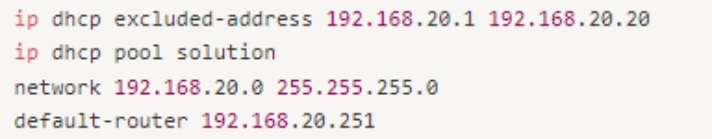 ip dhcp excluded-address 192.168.20.1 192.168.20.20
ip dhcp pool solution
network 192.168.20.0 255.255.255.0
default-router 192.168.20.251